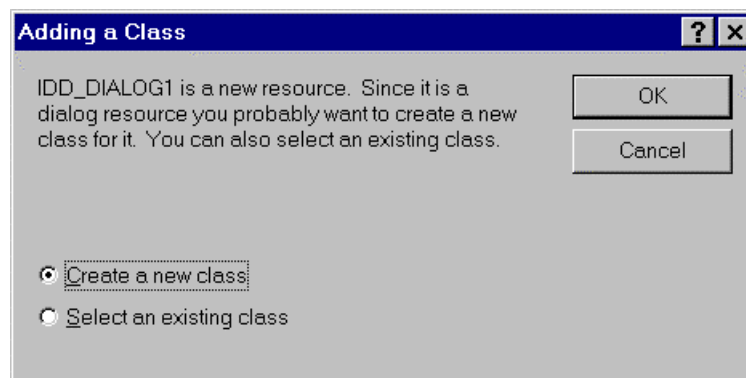 Adding a Class
IDD_DIALOG1 is a new resource. Since it is a
dialog resource you probably want to create a new
class for it. You can also select an existing class.
OK
Cancel
Create a new class
Select an existing class